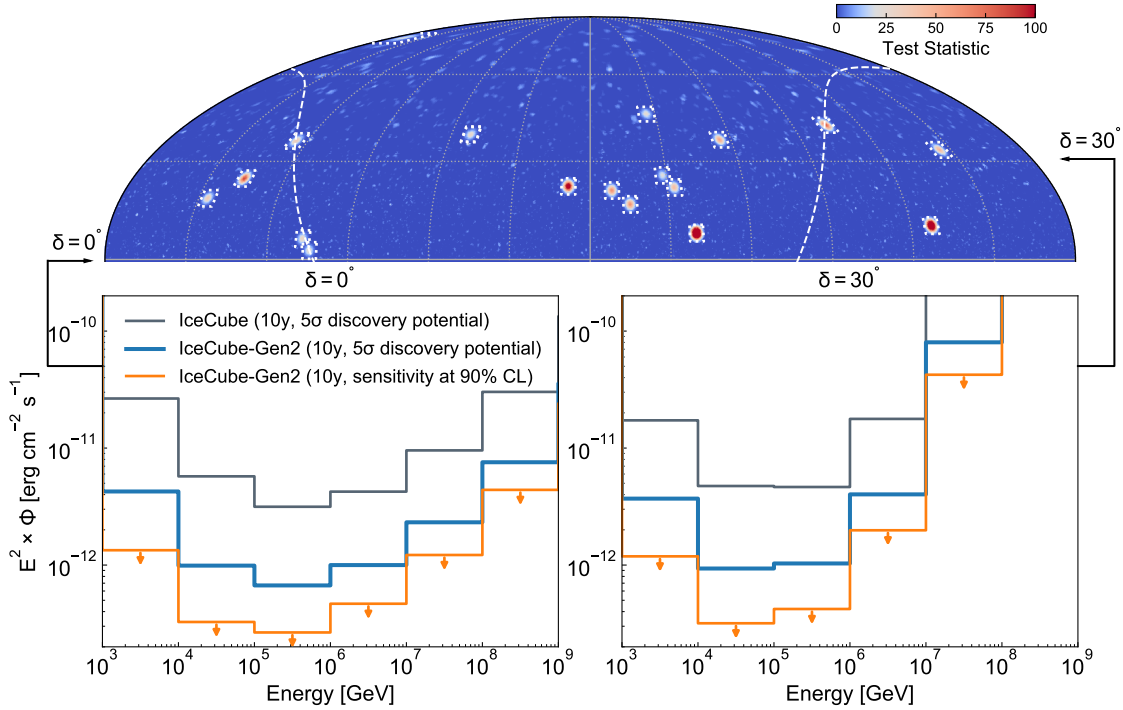 0 25 50 75 100
Test Statistic
δ = 30°
δ = 0°
δ = 0°
δ = 30°
IceCube (10y, 5σ discovery potential)
IceCube-Gen2 (10y, 5σ discovery potential)
IceCube-Gen2 (10y, sensitivity at 90% CL)
E² × Φ [erg cm⁻² s⁻¹]
10⁻¹⁰
10⁻¹¹
10⁻¹²
10³ 10⁴ 10⁵ 10⁶ 10⁷ 10⁸ 10⁹
Energy [GeV]
10⁻¹⁰
10⁻¹¹
10⁻¹²
10³ 10⁴ 10⁵ 10⁶ 10⁷ 10⁸ 10⁹
Energy [GeV]